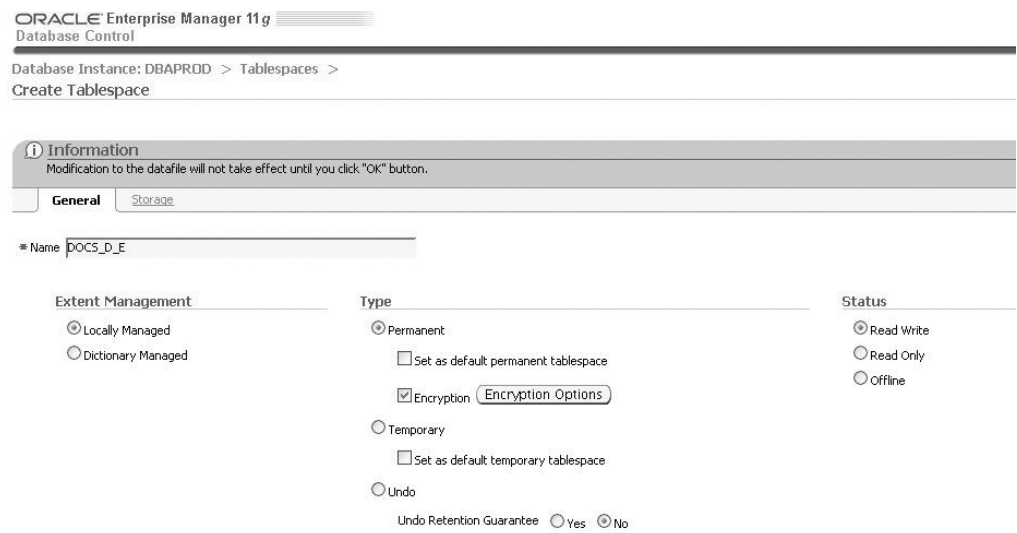 ORACLE Enterprise Manager 11g
Database Control
Database Instance: DBAPROD > Tablespaces >
Create Tablespace
Information
Modification to the datafile will not take effect until you click "OK" button.
General Storage
* Name DOCS_D_E
Extent Management Type Status
Locally Managed Permanent Read Write
Dictionary Managed Set as default permanent tablespace Read Only
Encryption Encryption Options Offline
Temporary
Set as default temporary tablespace
Undo
Undo Retention Guarantee Yes No